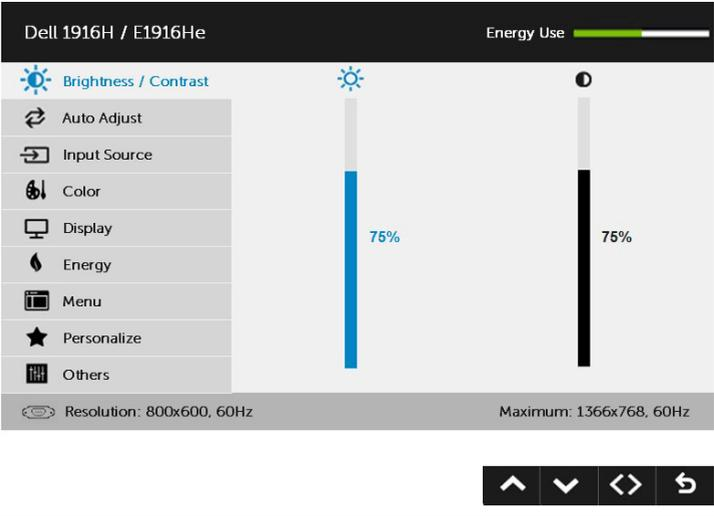 Dell 1916H / E1916He
Energy Use
Brightness / Contrast
Auto Adjust
Input Source
Color
Display
Energy
Menu
Personalize
Others
75%
75%
Resolution: 800x600, 60Hz
Maximum: 1366x768, 60Hz